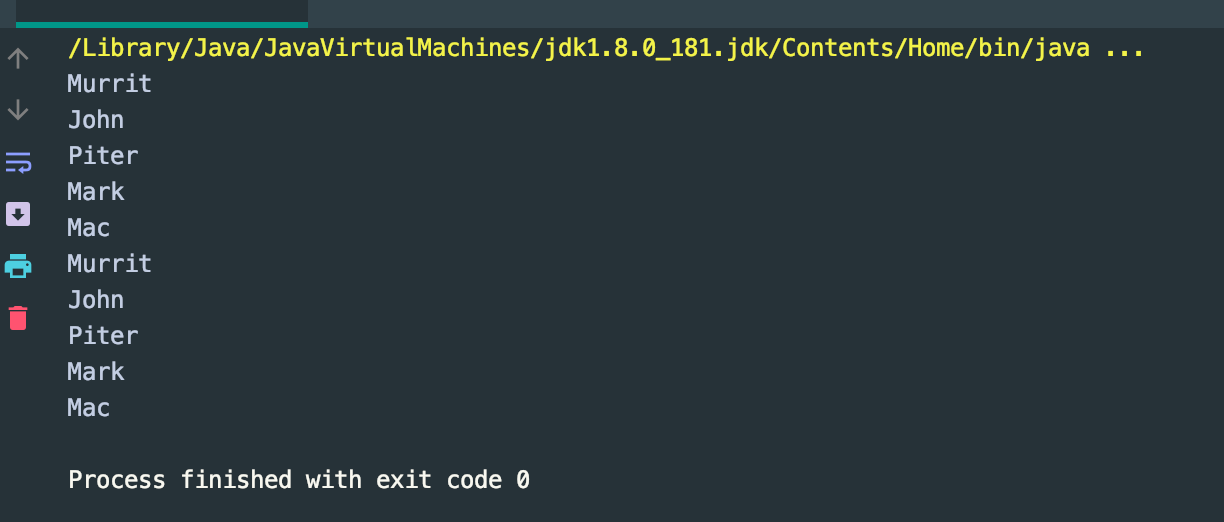 /Library/Java/JavaVirtualMachines/jdk1.8.0_181.jdk/Contents/Home/bin/java ...
Murrit
John
Piter
Mark
Mac
Murrit
John
Piter
Mark
Mac
Process finished with exit code 0